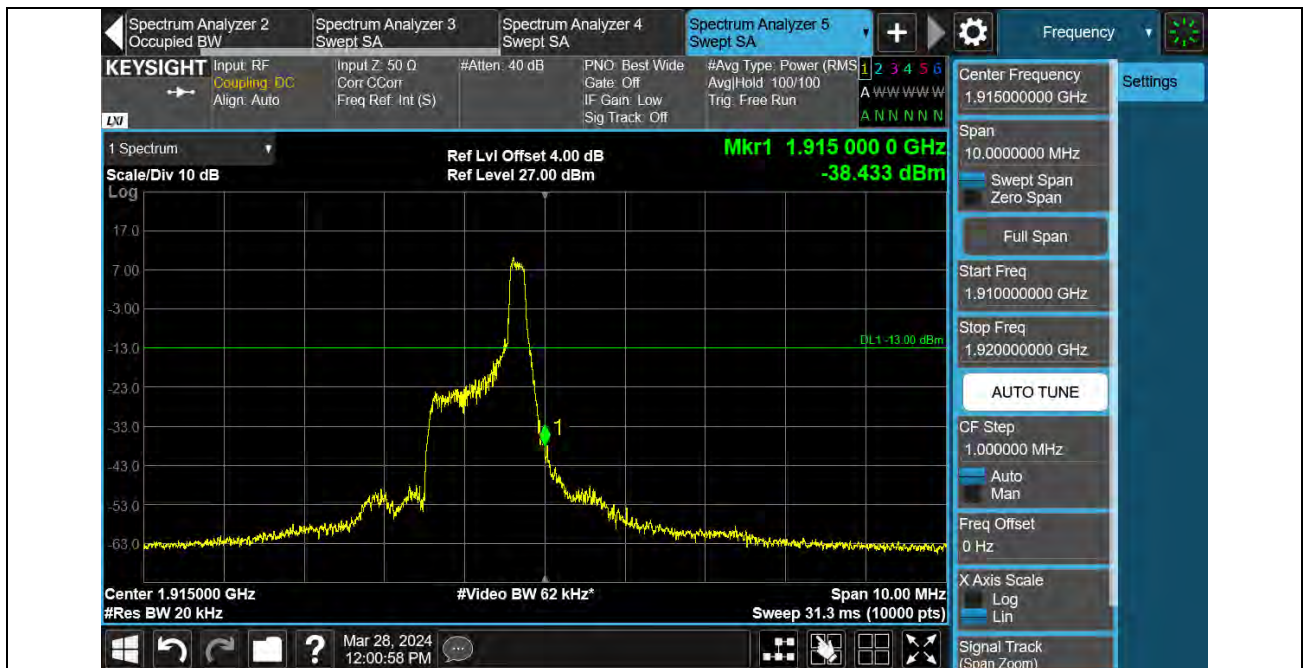 Spectrum Analyzer 2
Occupied BW
Spectrum Analyzer 3
Swept SA
Spectrum Analyzer 4
Swept SA
Spectrum Analyzer 5
Swept SA
+
Frequency
KEYSIGHT
LXI
Input: RF
Coupling: DC
Align: Auto
Input Z: 50 Ω
Corr CCorr
Freq Ref: Int (S)
#Atten: 40 dB
PNO: Best Wide
Gate: Off
IF Gain: Low
Sig Track: Off
#Avg Type: Power (RMS
Avg|Hold: 100/100
Trig: Free Run
1 2 3 4 5 6
A W W W W W
A N N N N N
1 Spectrum
Scale/Div 10 dB
Log
Ref Lvl Offset 4.00 dB
Ref Level 27.00 dBm
Mkr1 1.915 000 0 GHz
-38.433 dBm
17.0
7.00
-3.00
-13.0
-23.0
-33.0
-43.0
-53.0
-63.0
DL1 -13.00 dBm
1
Center 1.915000 GHz
#Res BW 20 kHz
#Video BW 62 kHz*
Span 10.00 MHz
Sweep 31.3 ms (10000 pts)
Center Frequency
1.915000000 GHz
Settings
Span
10.0000000 MHz
Swept Span
Zero Span
Full Span
Start Freq
1.910000000 GHz
Stop Freq
1.920000000 GHz
AUTO TUNE
CF Step
1.000000 MHz
Auto
Man
Freq Offset
0 Hz
X Axis Scale
Log
Lin
Signal Track
(Span Zoom)
?
Mar 28, 2024
12:00:58 PM